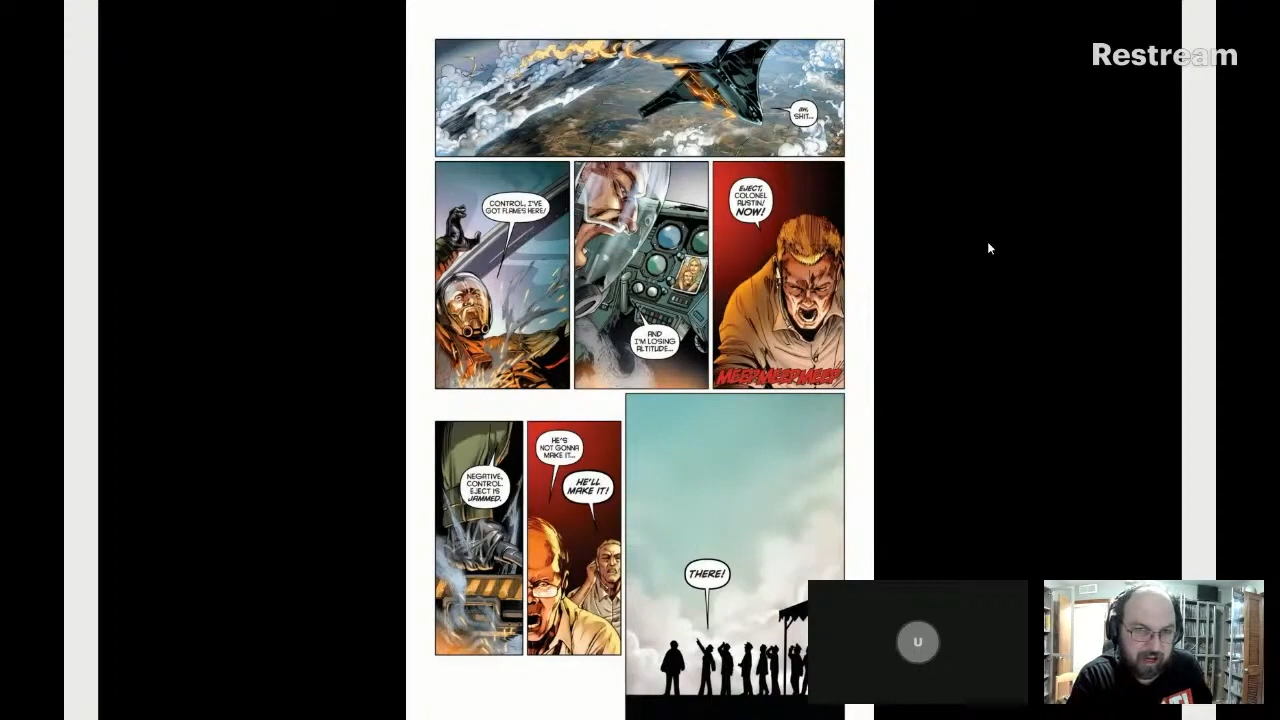 Restream
AW,
SHIT...
CONTROL, I'VE
GOT FLAMES HERE!
AND
I'M LOSING
ALTITUDE...
EJECT,
COLONEL
AUSTIN!
NOW!
MEEP MEEP MEEP
NEGATIVE,
CONTROL.
EJECT IS
JAMMED.
HE'S
NOT GONNA
MAKE IT...
HE'LL
MAKE IT!
THERE!
U